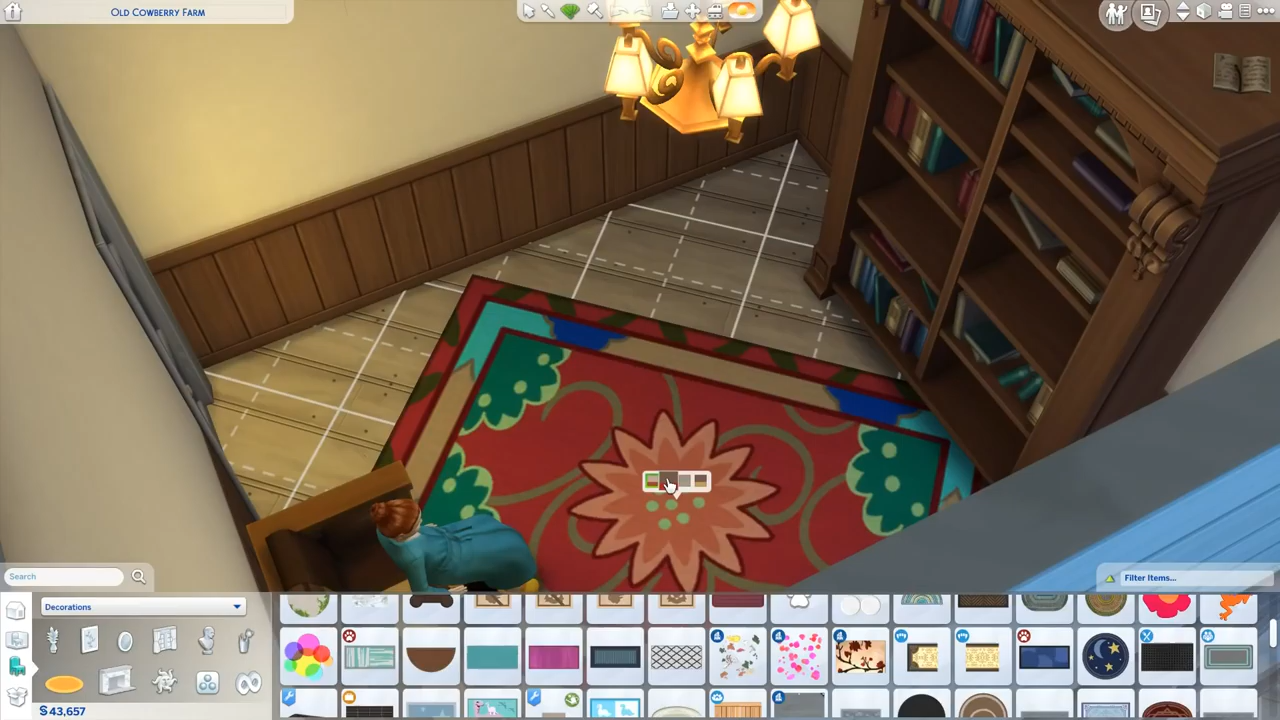 OLD COWBERRY FARM
Search
Filter Items...
Decorations
§43,657